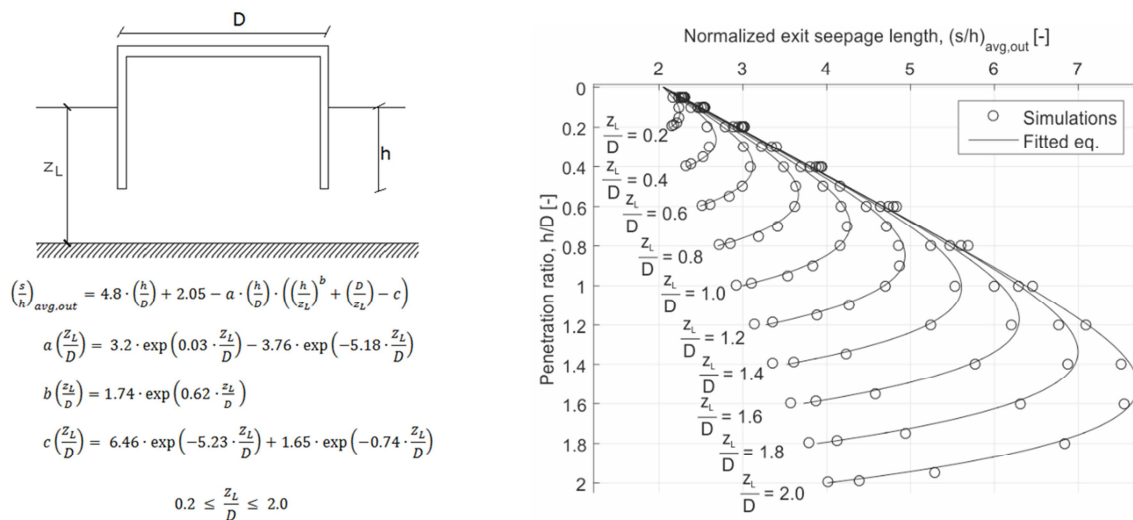 D
z_L
h
(s/h)_avg,out = 4.8 · (h/D) + 2.05 − a · (h/D) · ((h/z_L)^b + (D/z_L) − c)
a(z_L/D) = 3.2 · exp(0.03 · z_L/D) − 3.76 · exp(−5.18 · z_L/D)
b(z_L/D) = 1.74 · exp(0.62 · z_L/D)
c(z_L/D) = 6.46 · exp(−5.23 · z_L/D) + 1.65 · exp(−0.74 · z_L/D)
0.2 ≤ z_L/D ≤ 2.0
Normalized exit seepage length, (s/h)_avg,out [-]
2 3 4 5 6 7
Penetration ratio, h/D [-]
0
0.2
0.4
0.6
0.8
1
1.2
1.4
1.6
1.8
2
Simulations
Fitted eq.
z_L/D = 0.2
z_L/D = 0.4
z_L/D = 0.6
z_L/D = 0.8
z_L/D = 1.0
z_L/D = 1.2
z_L/D = 1.4
z_L/D = 1.6
z_L/D = 1.8
z_L/D = 2.0